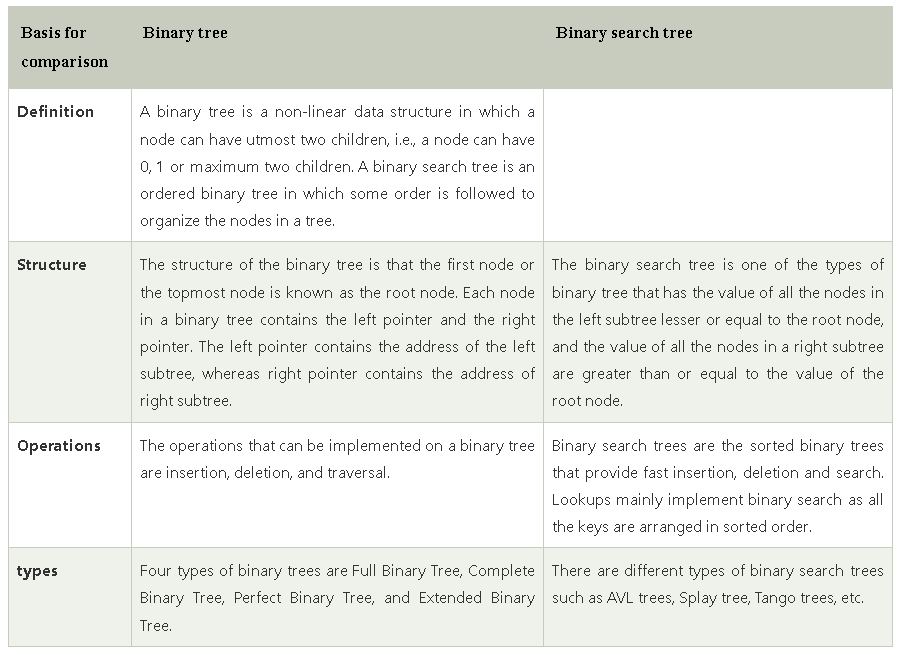 Basis for
comparison
Binary tree
Binary search tree
Definition
A binary tree is a non-linear data structure in which a
node can have utmost two children, i.e., a node can have
0, 1 or maximum two children. A binary search tree is an
ordered binary tree in which some order is followed to
organize the nodes in a tree.
Structure
The structure of the binary tree is that the first node or
the topmost node is known as the root node. Each node
in a binary tree contains the left pointer and the right
pointer. The left pointer contains the address of the left
subtree, whereas right pointer contains the address of
right subtree.
The binary search tree is one of the types of
binary tree that has the value of all the nodes in
the left subtree lesser or equal to the root node,
and the value of all the nodes in a right subtree
are greater than or equal to the value of the
root node.
Operations
The operations that can be implemented on a binary tree
are insertion, deletion, and traversal.
Binary search trees are the sorted binary trees
that provide fast insertion, deletion and search.
Lookups mainly implement binary search as all
the keys are arranged in sorted order.
types
Four types of binary trees are Full Binary Tree, Complete
Binary Tree, Perfect Binary Tree, and Extended Binary
Tree.
There are different types of binary search trees
such as AVL trees, Splay tree, Tango trees, etc.